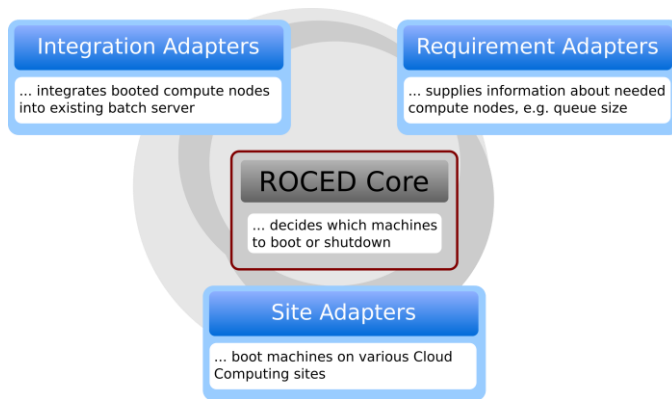 Integration Adapters
... integrates booted compute nodes
into existing batch server
Requirement Adapters
... supplies information about needed
compute nodes, e.g. queue size
ROCED Core
... decides which machines
to boot or shutdown
Site Adapters
... boot machines on various Cloud
Computing sites